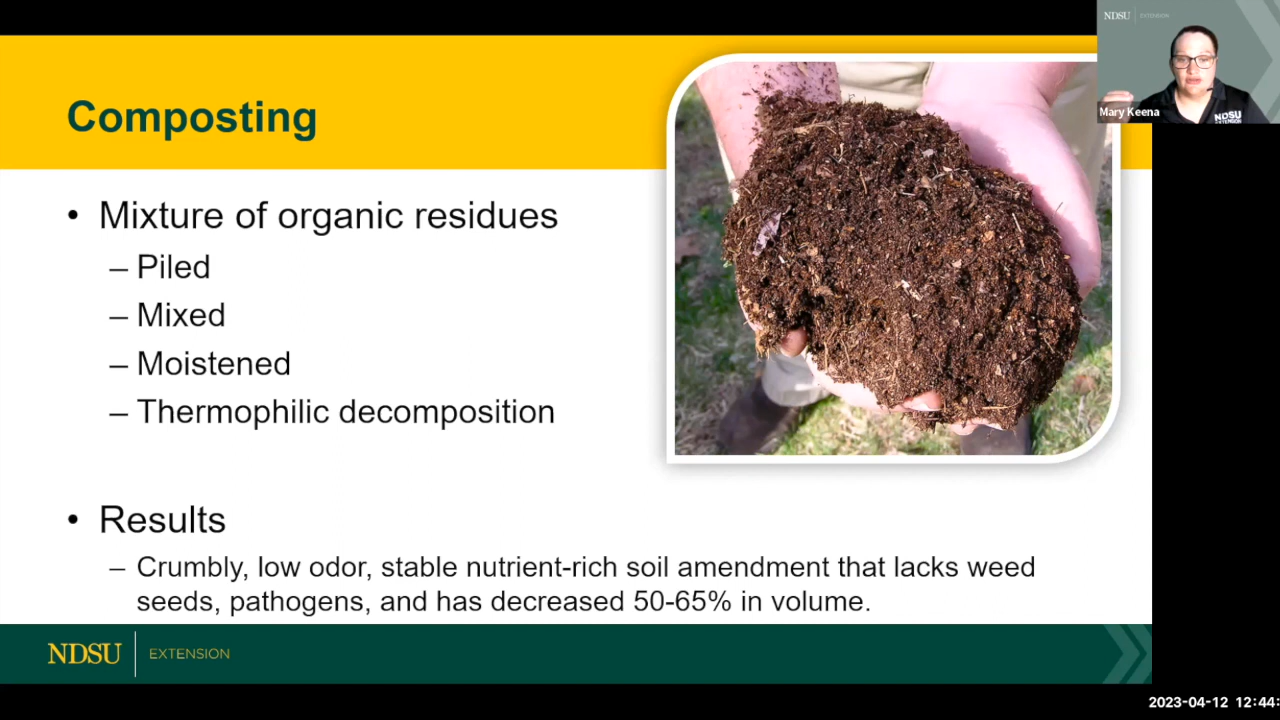 NDSU EXTENSION
Composting
Mary Keena
NDSU
EXTENSION
• Mixture of organic residues
– Piled
– Mixed
– Moistened
– Thermophilic decomposition
• Results
– Crumbly, low odor, stable nutrient-rich soil amendment that lacks weed
seeds, pathogens, and has decreased 50-65% in volume.
NDSU EXTENSION
2023-04-12 12:44: